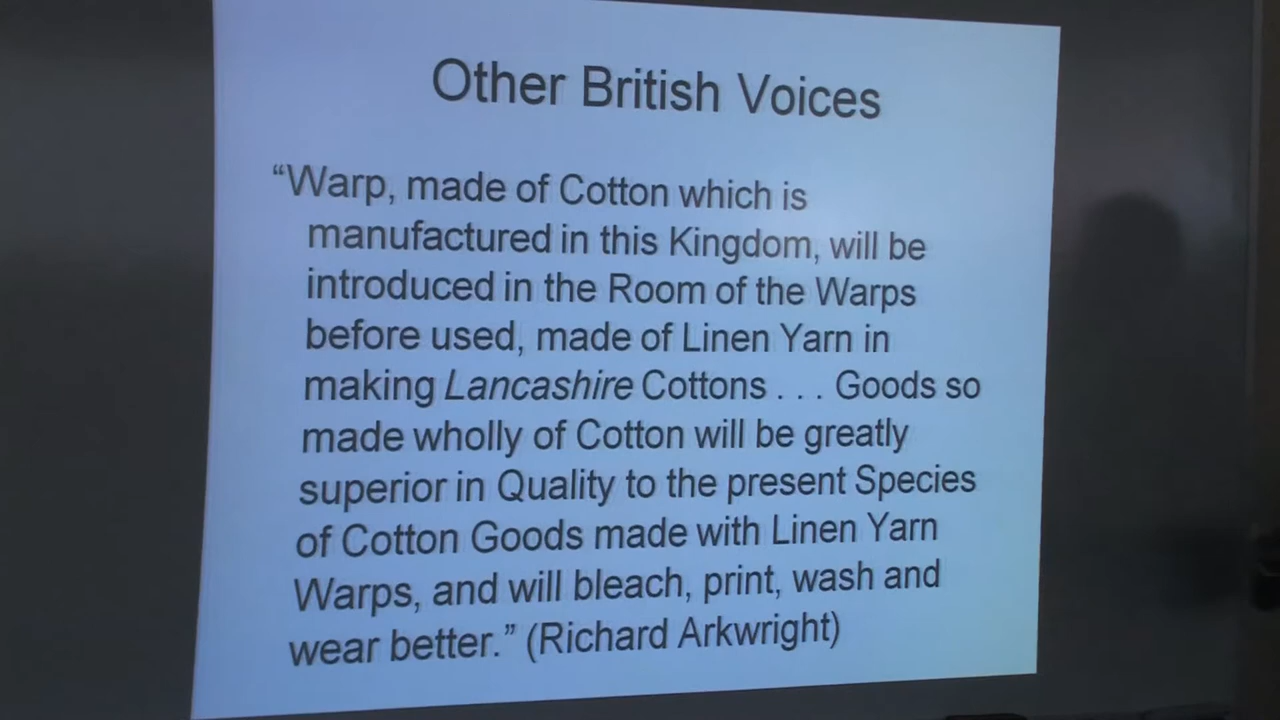 Other British Voices
“Warp, made of Cotton which is
manufactured in this Kingdom, will be
introduced in the Room of the Warps
before used, made of Linen Yarn in
making Lancashire Cottons . . . Goods so
made wholly of Cotton will be greatly
superior in Quality to the present Species
of Cotton Goods made with Linen Yarn
Warps, and will bleach, print, wash and
wear better.” (Richard Arkwright)